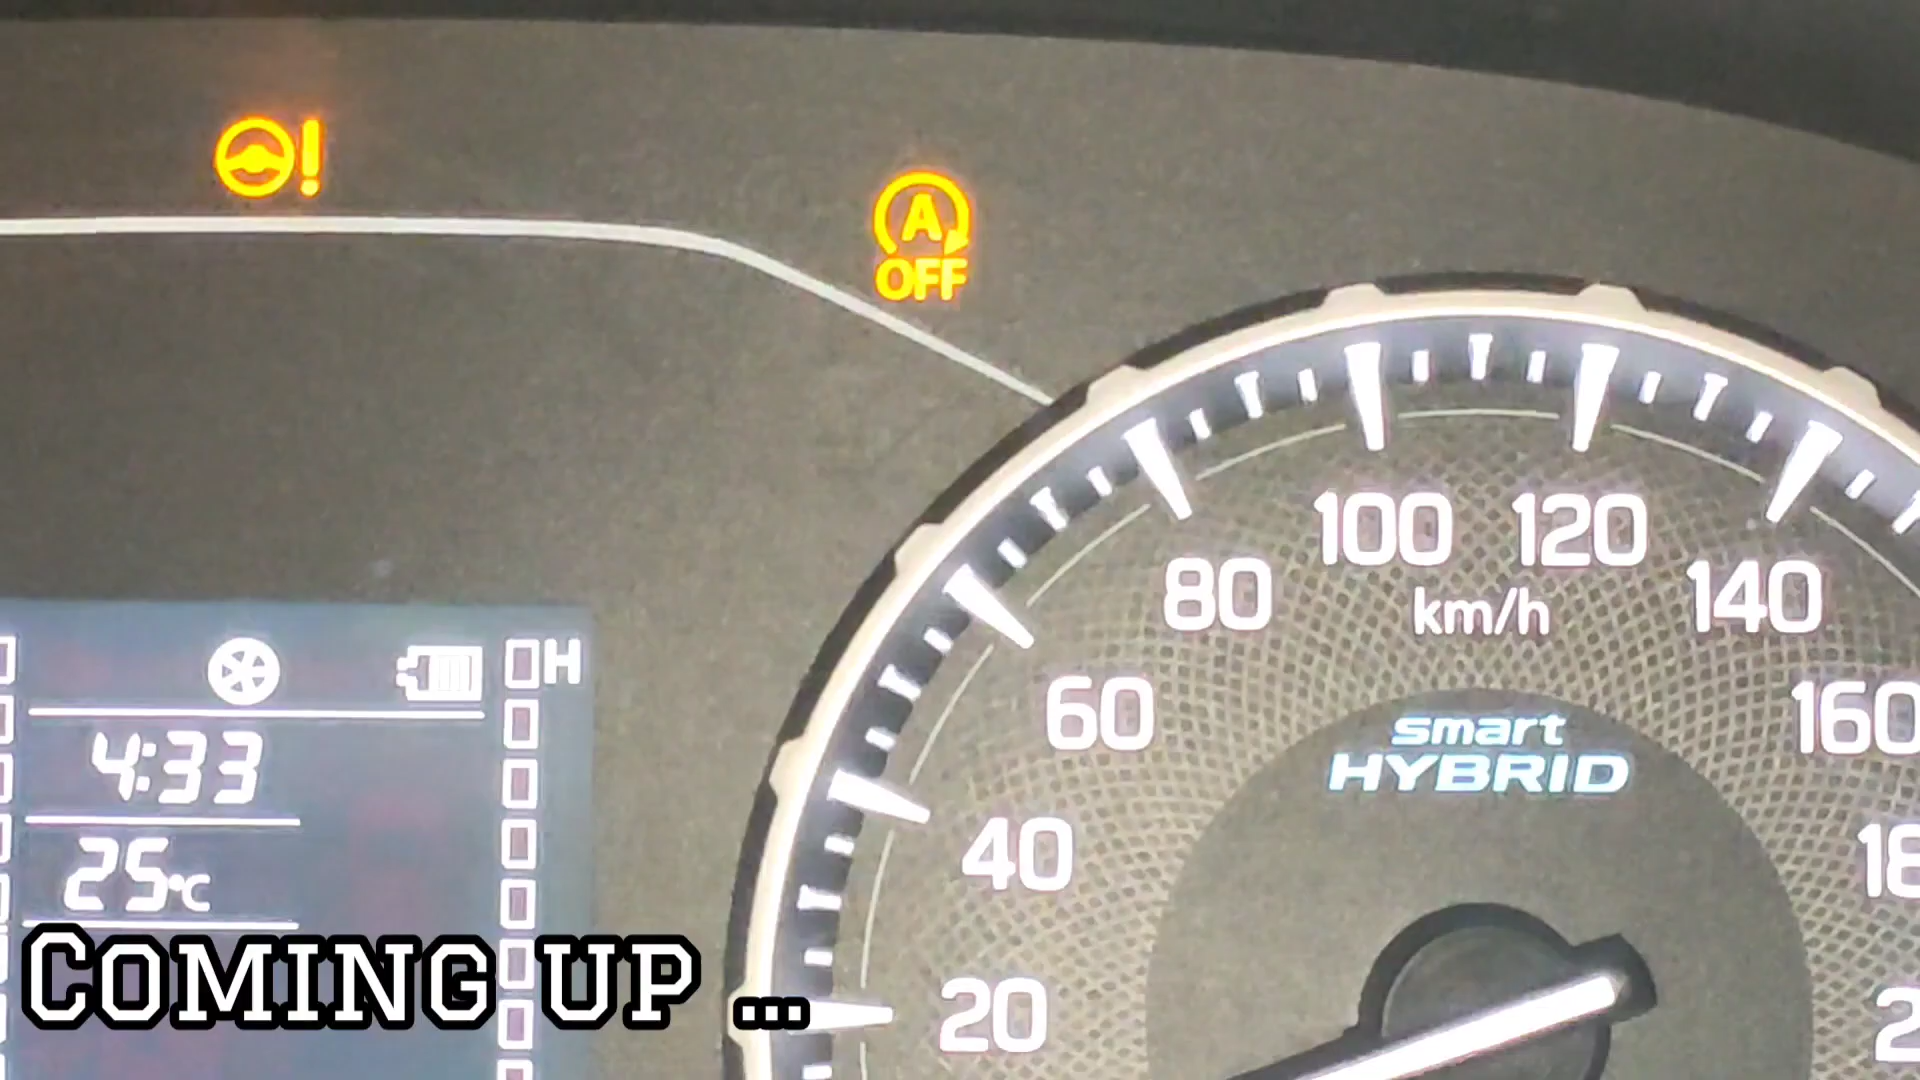 !
A
OFF
100
120
80
km/h
140
60
160
smart
HYBRID
H
4:33
40
25°C
COMING UP ...
20